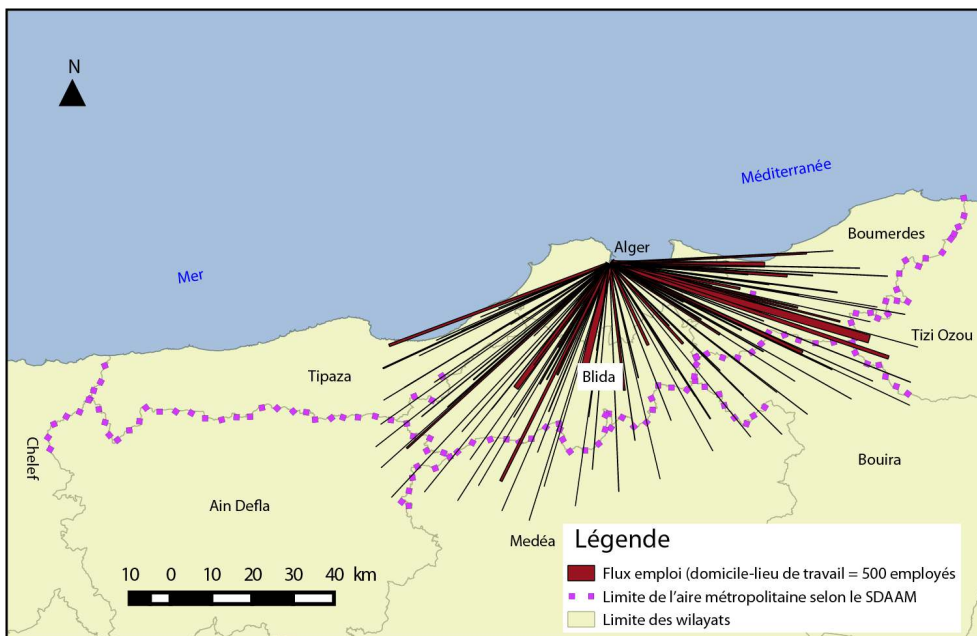 N
Méditerranée
Boumerdes
Alger
Mer
Tizi Ozou
Tipaza
Blida
Chelef
Bouira
Ain Defla
Medéa
10 0 10 20 30 40 km
Légende
Flux emploi (domicile-lieu de travail = 500 employés
Limite de l'aire métropolitaine selon le SDAAM
Limite des wilayats